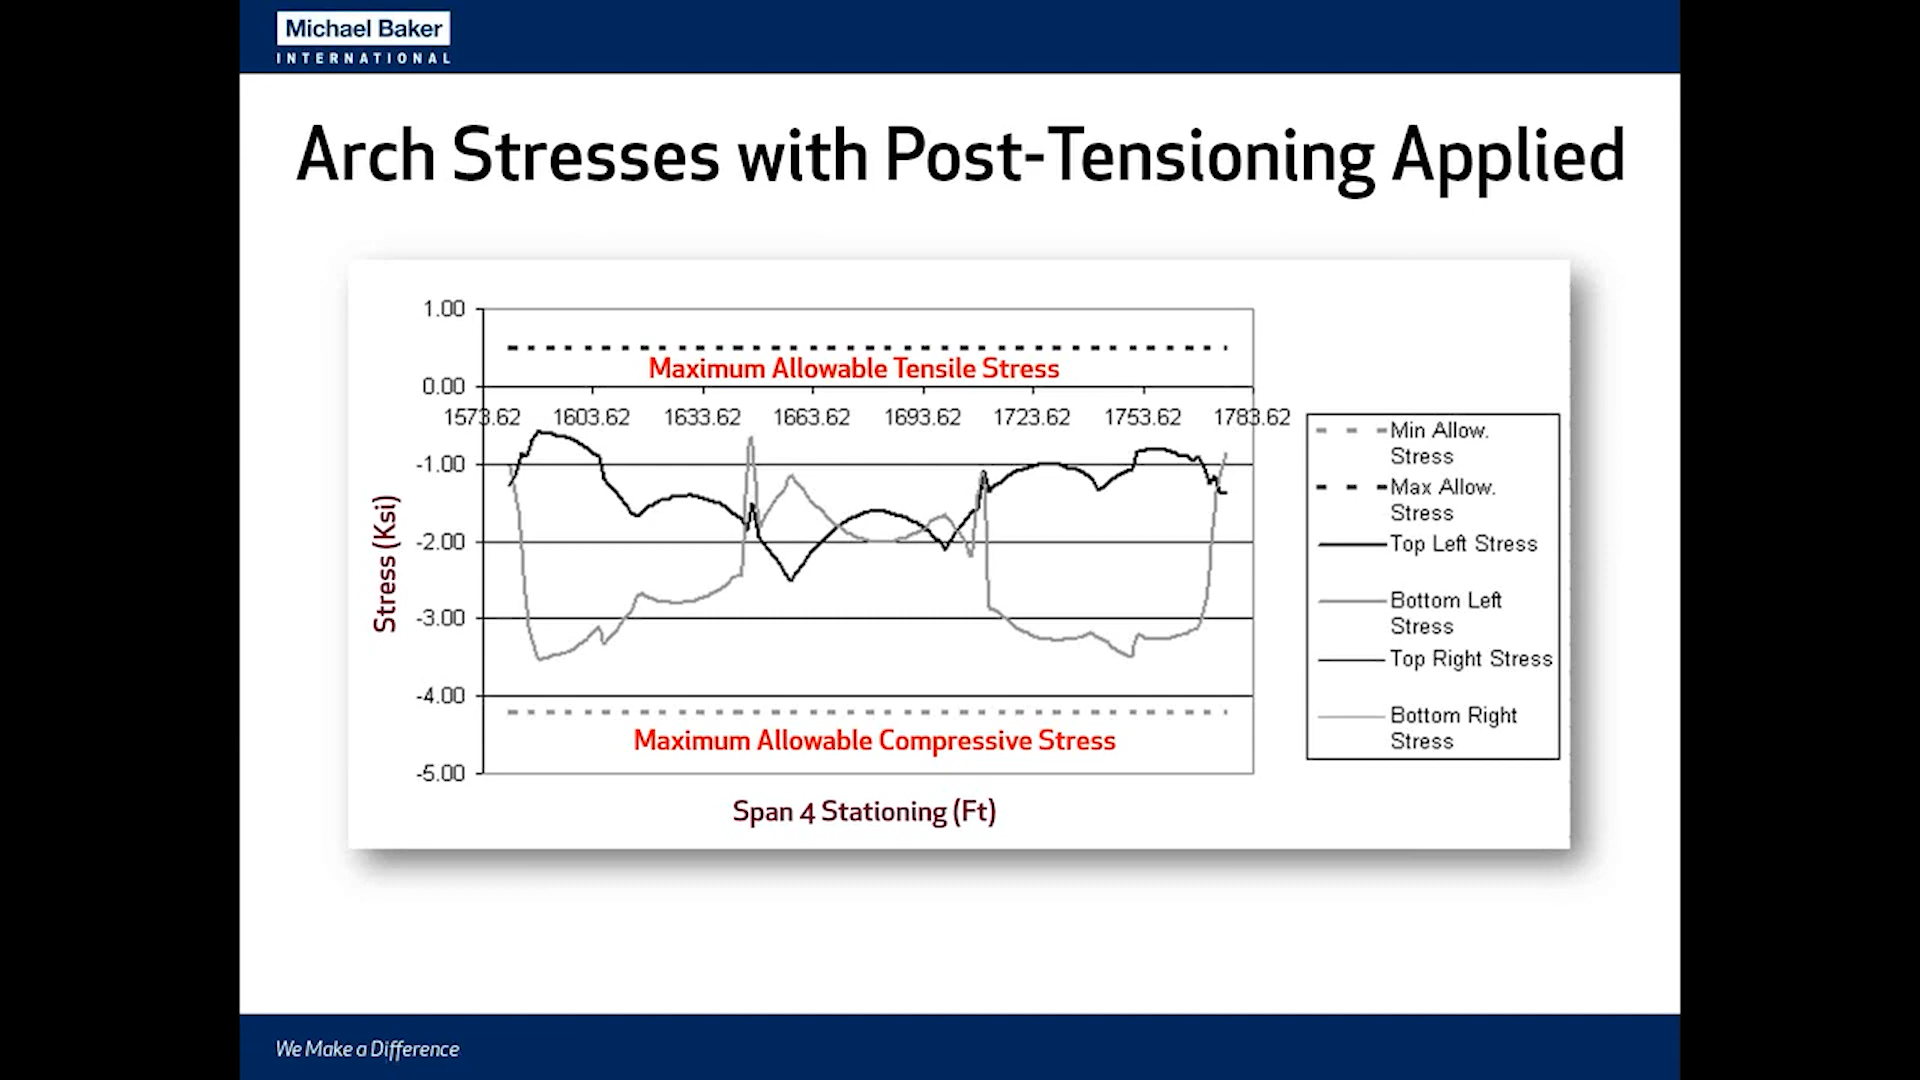 Michael Baker
INTERNATIONAL
Arch Stresses with Post-Tensioning Applied
1.00
Maximum Allowable Tensile Stress
0.00
1573.62 1603.62 1633.62 1663.62 1693.62 1723.62 1753.62 1783.62
-1.00
-2.00
-3.00
-4.00
Maximum Allowable Compressive Stress
-5.00
Stress (Ksi)
Span 4 Stationing (Ft)
Min Allow.
Stress
Max Allow.
Stress
Top Left Stress
Bottom Left
Stress
Top Right Stress
Bottom Right
Stress
We Make a Difference